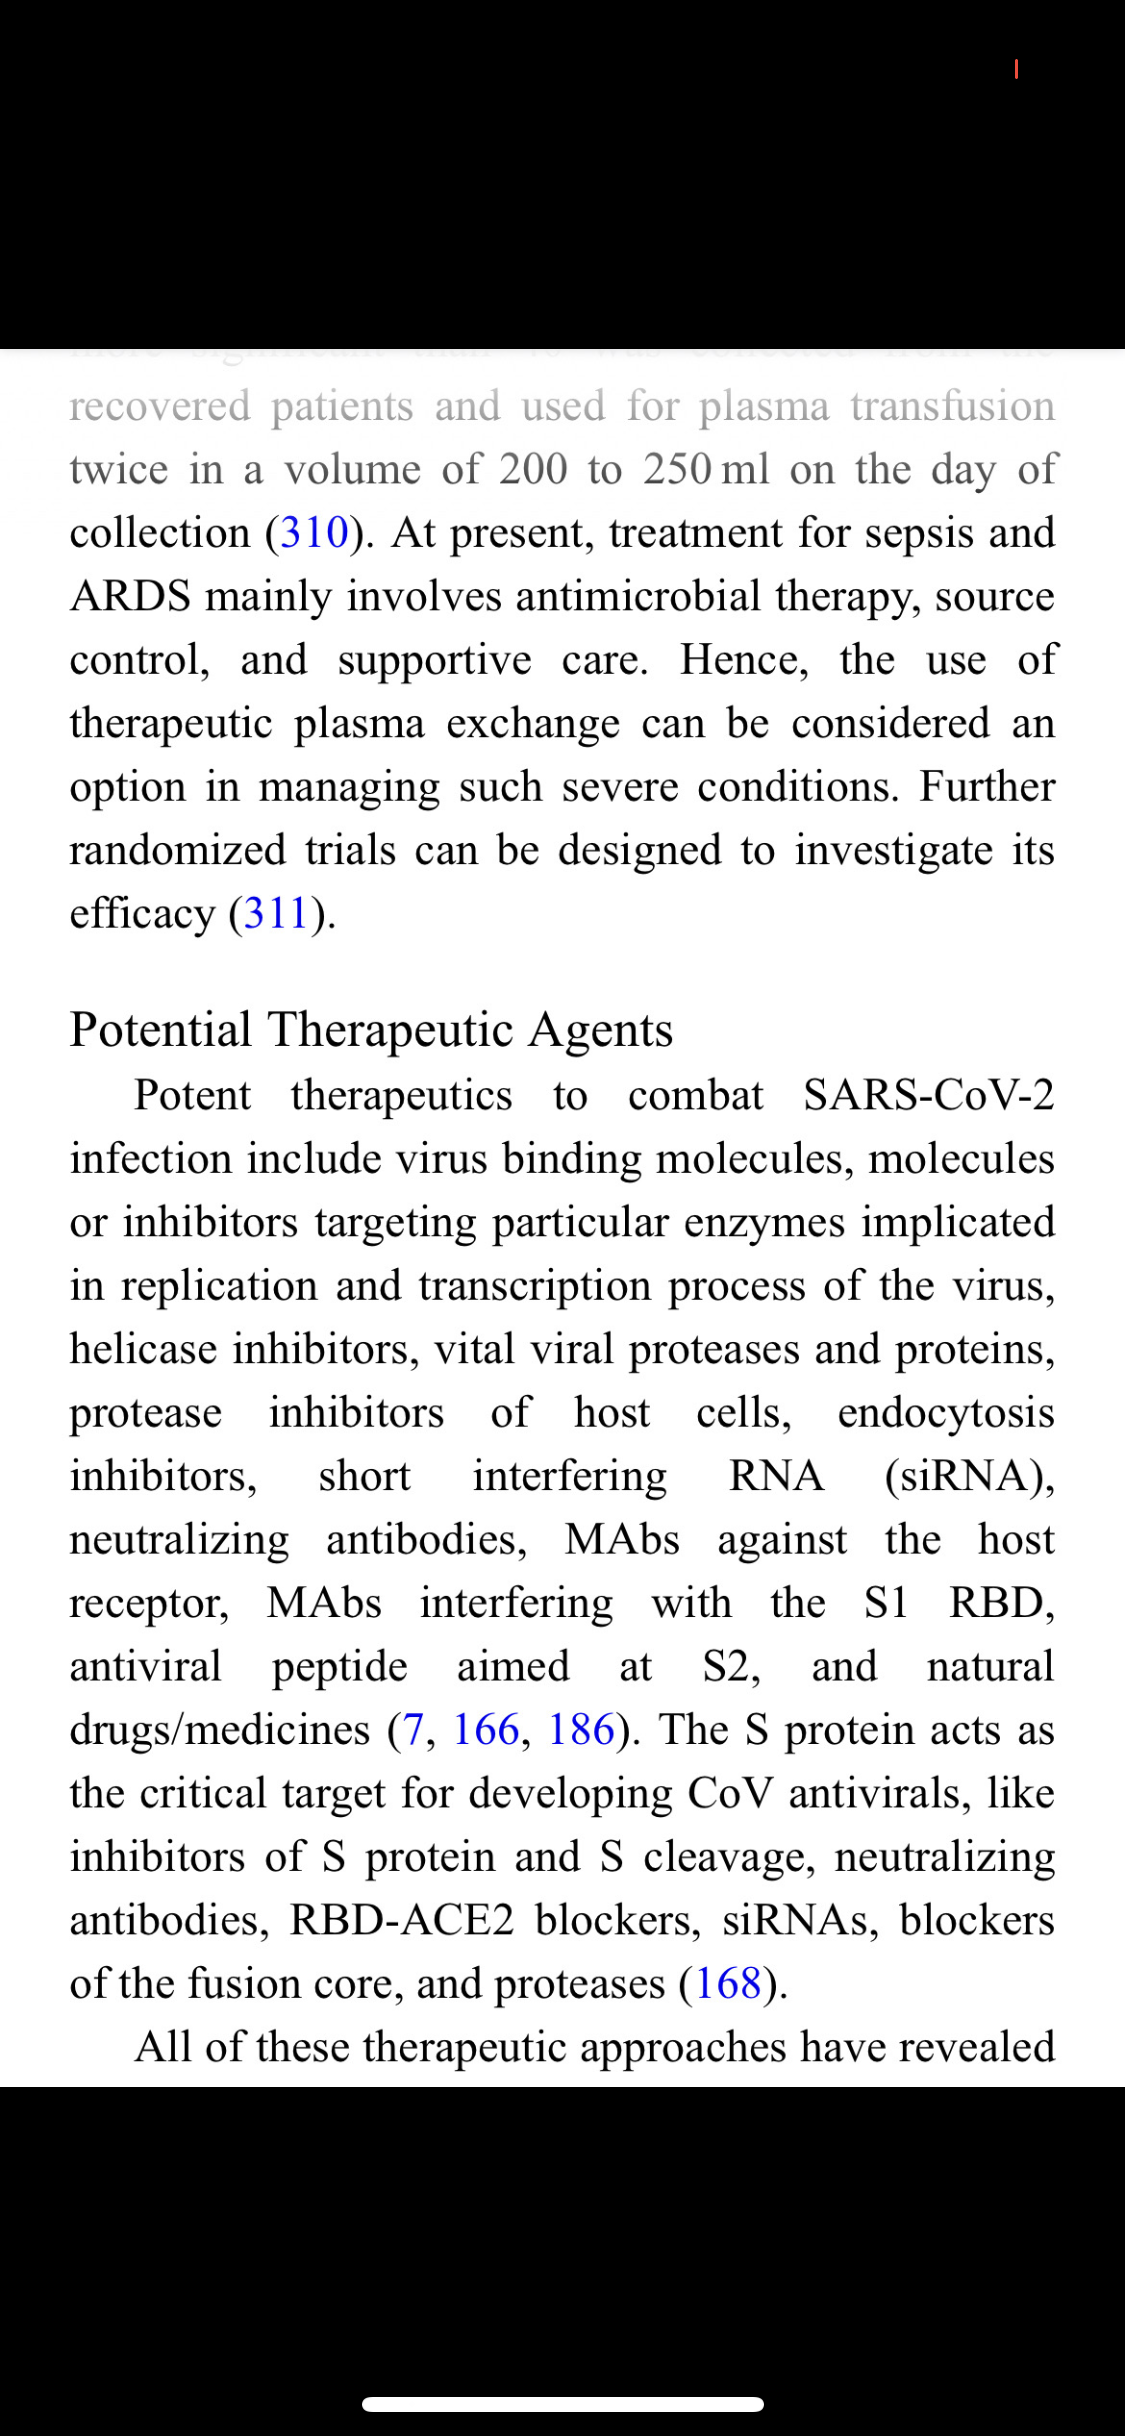 recovered patients and used for plasma transfusion
twice in a volume of 200 to 250 ml on the day of
collection (310). At present, treatment for sepsis and
ARDS mainly involves antimicrobial therapy, source
control, and supportive care. Hence, the use of
therapeutic plasma exchange can be considered an
option in managing such severe conditions. Further
randomized trials can be designed to investigate its
efficacy (311).
Potential Therapeutic Agents
Potent therapeutics to combat SARS-CoV-2
infection include virus binding molecules, molecules
or inhibitors targeting particular enzymes implicated
in replication and transcription process of the virus,
helicase inhibitors, vital viral proteases and proteins,
protease inhibitors of host cells, endocytosis
inhibitors, short interfering RNA (siRNA),
neutralizing antibodies, MAbs against the host
receptor, MAbs interfering with the S1 RBD,
antiviral peptide aimed at S2, and natural
drugs/medicines (7, 166, 186). The S protein acts as
the critical target for developing CoV antivirals, like
inhibitors of S protein and S cleavage, neutralizing
antibodies, RBD-ACE2 blockers, siRNAs, blockers
of the fusion core, and proteases (168).
All of these therapeutic approaches have revealed